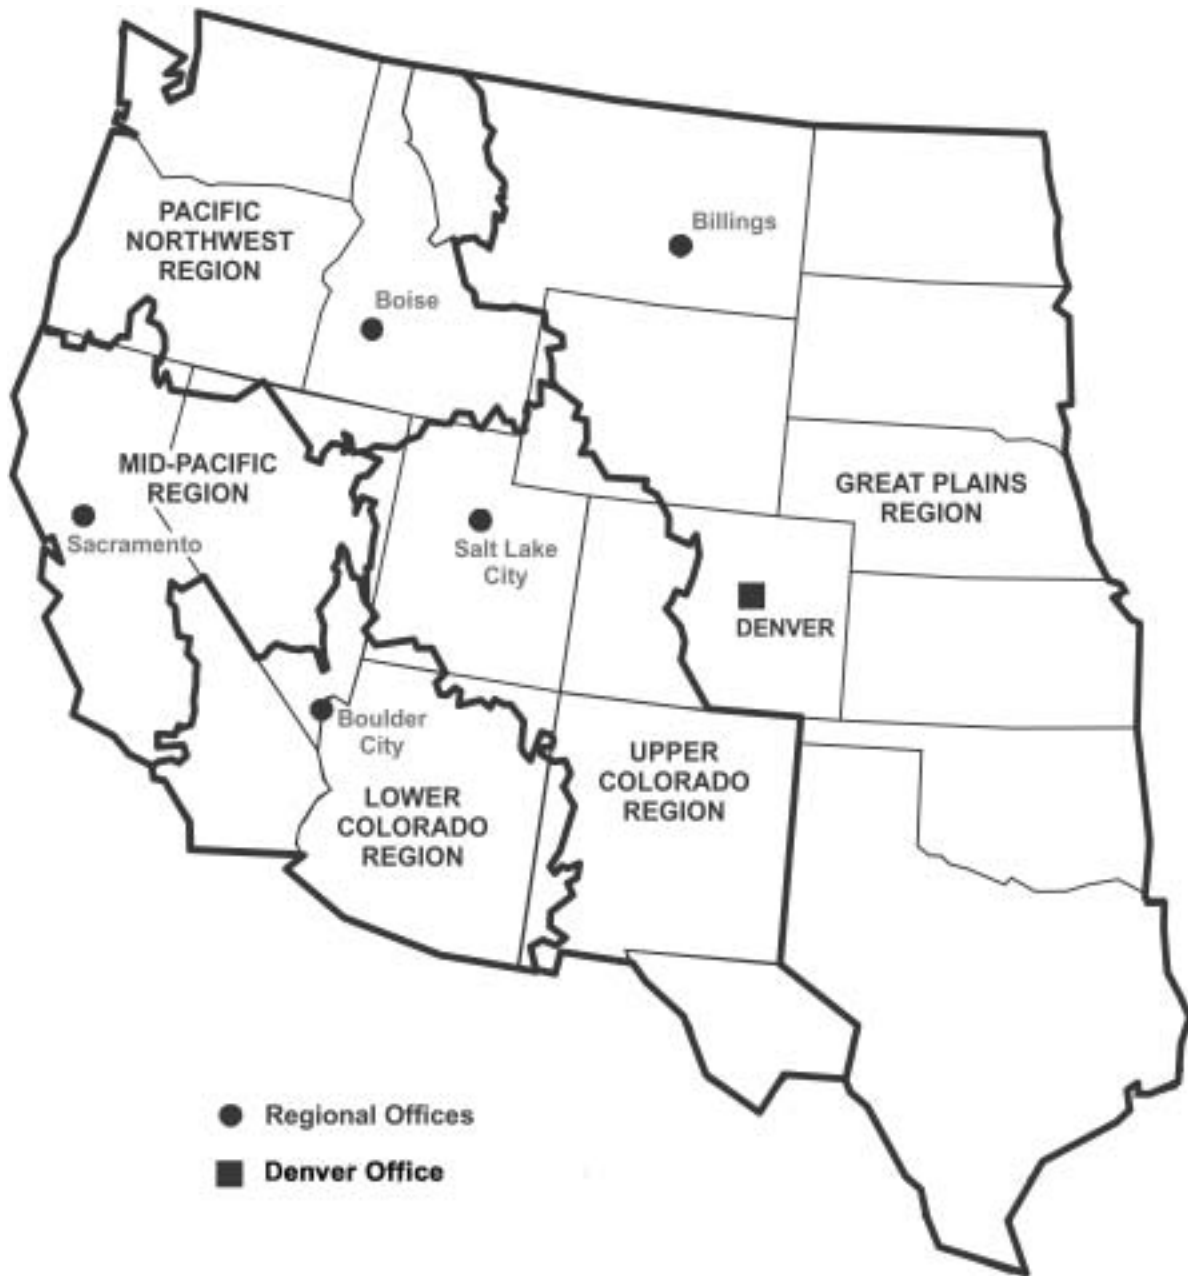 PACIFIC
NORTHWEST
REGION
Billings
Boise
MID-PACIFIC
REGION
GREAT PLAINS
REGION
Sacramento
Salt Lake
City
DENVER
Boulder
City
UPPER
COLORADO
REGION
LOWER
COLORADO
REGION
Regional Offices
Denver Office